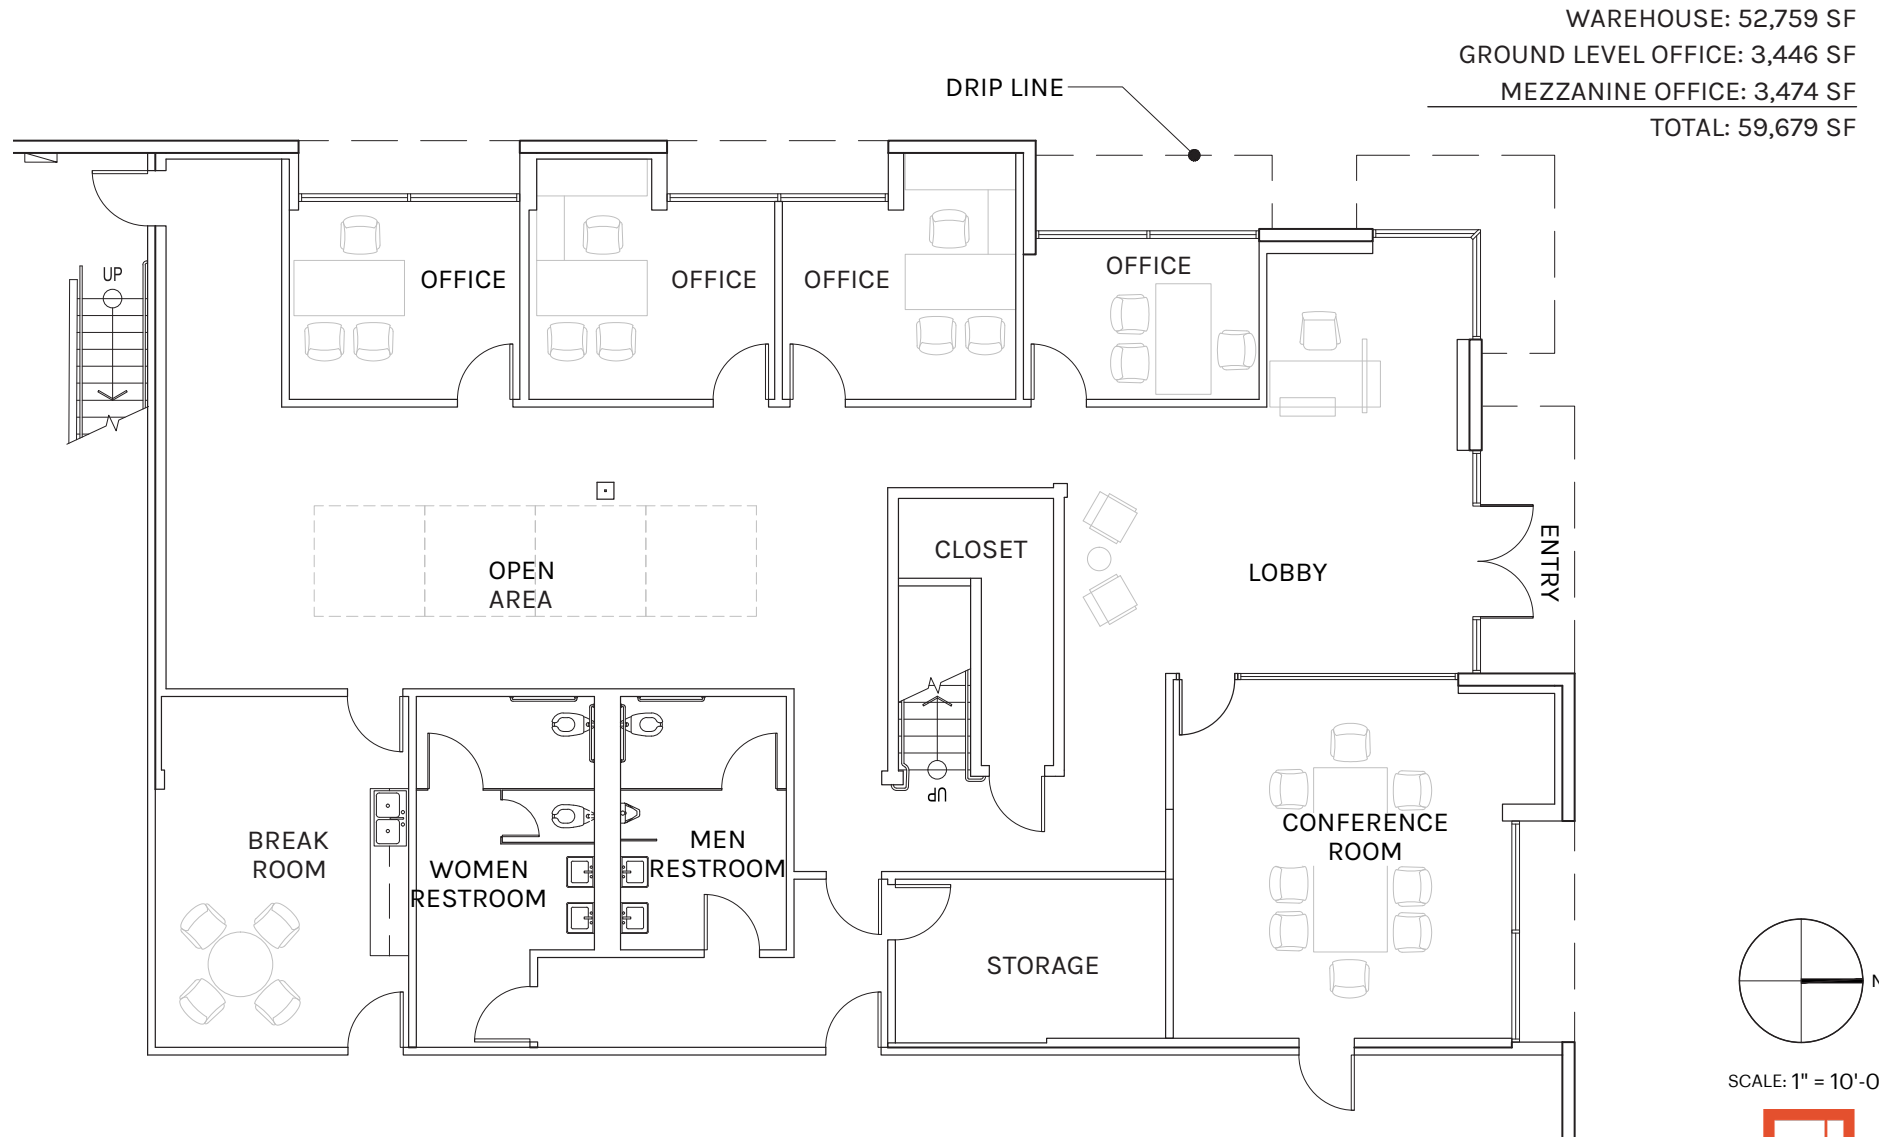 WAREHOUSE: 52,759 SF
GROUND LEVEL OFFICE: 3,446 SF
MEZZANINE OFFICE: 3,474 SF
TOTAL: 59,679 SF
DRIP LINE
UP
OFFICE
OFFICE
OFFICE
OFFICE
OPEN
AREA
CLOSET
LOBBY
ENTRY
UP
BREAK
ROOM
WOMEN
RESTROOM
MEN
RESTROOM
CONFERENCE
ROOM
STORAGE
N
SCALE: 1" = 10'-0